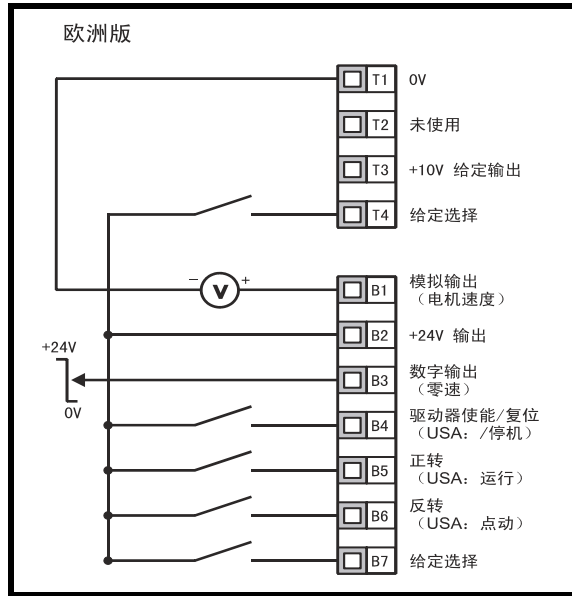 欧洲版
T1 0V
T2 未使用
T3 +10V 给定输出
T4 给定选择
− V +
B1 模拟输出
（电机速度）
B2 +24V 输出
+24V
B3 数字输出
（零速）
0V
B4 驱动器使能/复位
（USA：/停机）
B5 正转
（USA：运行）
B6 反转
（USA：点动）
B7 给定选择